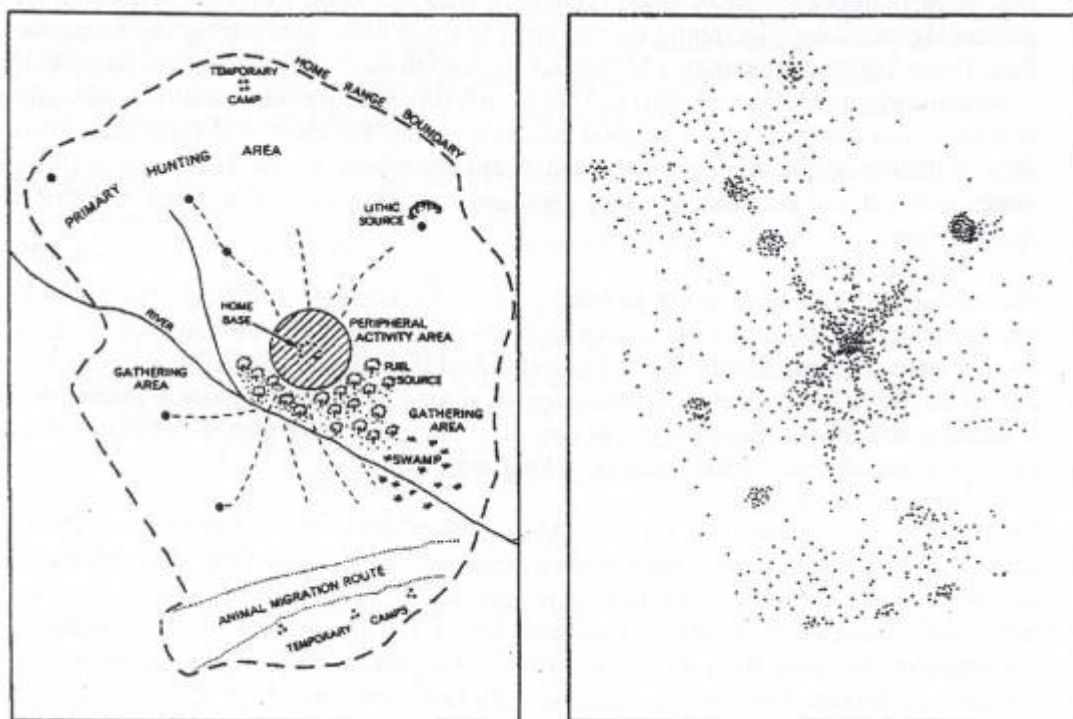 TEMPORARY
CAMP
HOME RANGE BOUNDARY
PRIMARY HUNTING AREA
LITHIC
SOURCE
RIVER
HOME
BASE
PERIPHERAL
ACTIVITY AREA
FUEL
SOURCE
GATHERING
AREA
GATHERING
AREA
SWAMP
ANIMAL MIGRATION ROUTE
TEMPORARY CAMPS